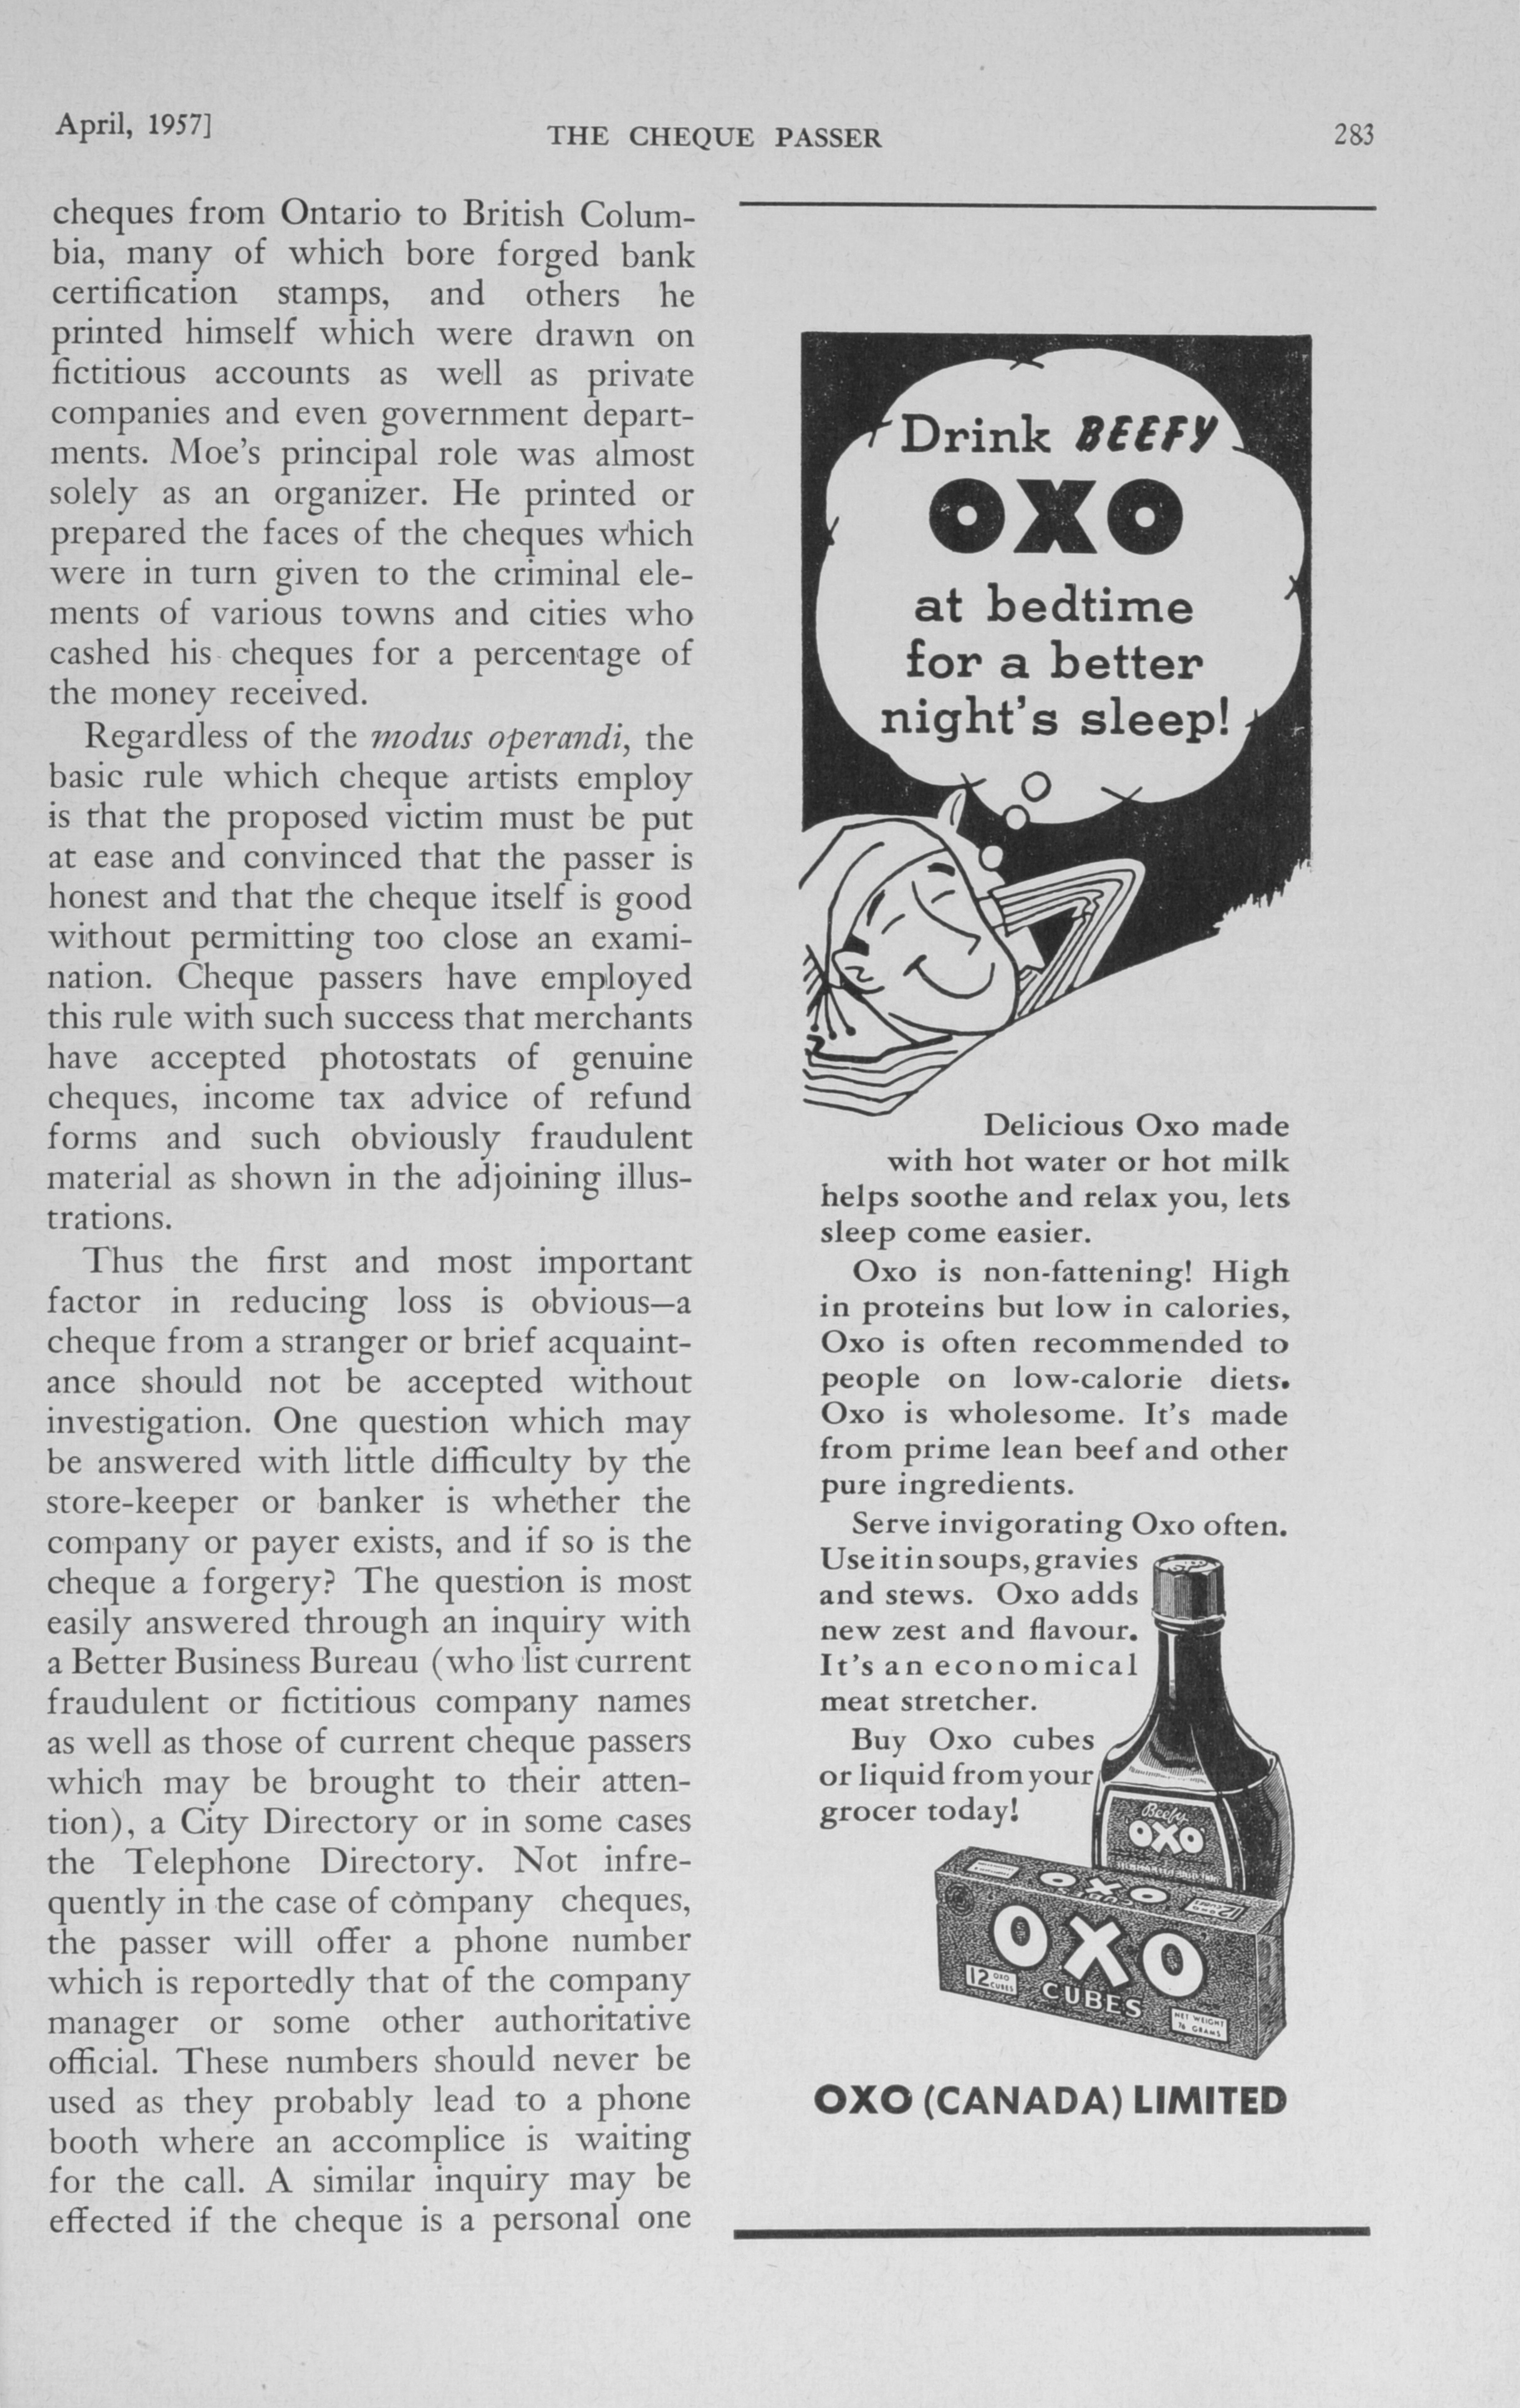 April, 1957]
THE CHEQUE PASSER
283
cheques from Ontario to British Colum-
bia, many of which bore forged bank
certification stamps, and others he
printed himself which were drawn on
fictitious accounts as well as private
companies and even government depart-
ments. Moe's principal role was almost
solely as an organizer. He printed or
prepared the faces of the cheques which
were in turn given to the criminal ele-
ments of various towns and cities who
cashed his cheques for a percentage of
the money received.
Regardless of the modus operandi, the
basic rule which cheque artists employ
is that the proposed victim must be put
at ease and convinced that the passer is
honest and that the cheque itself is good
without permitting too close an exami-
nation. Cheque passers have employed
this rule with such success that merchants
have accepted photostats of genuine
cheques, income tax advice of refund
forms and such obviously fraudulent
material as shown in the adjoining illus-
trations.
Thus the first and most important
factor in reducing loss is obvious—a
cheque from a stranger or brief acquaint-
ance should not be accepted without
investigation. One question which may
be answered with little difficulty by the
store-keeper or banker is whether the
company or payer exists, and if so is the
cheque a forgery? The question is most
easily answered through an inquiry with
a Better Business Bureau (who list current
fraudulent or fictitious company names
as well as those of current cheque passers
which may be brought to their atten-
tion), a City Directory or in some cases
the Telephone Directory. Not infre-
quently in the case of company cheques,
the passer will offer a phone number
which is reportedly that of the company
manager or some other authoritative
official. These numbers should never be
used as they probably lead to a phone
booth where an accomplice is waiting
for the call. A similar inquiry may be
effected if the cheque is a personal one
Drink BEEFY
OXO
at bedtime
for a better
night's sleep!
Delicious Oxo made
with hot water or hot milk
helps soothe and relax you, lets
sleep come easier.
Oxo is non-fattening! High
in proteins but low in calories,
Oxo is often recommended to
people on low-calorie diets.
Oxo is wholesome. It's made
from prime lean beef and other
pure ingredients.
Serve invigorating Oxo often.
Use it in soups, gravies
and stews. Oxo adds
new zest and flavour.
It's an economical
meat stretcher.
Buy Oxo cubes
or liquid from your
grocer today!
Beefy
OXO
OXO
CUBES
OXO
12 OXO
CUBES
CUBES
NET WEIGHT
76 GRAMS
OXO (CANADA) LIMITED